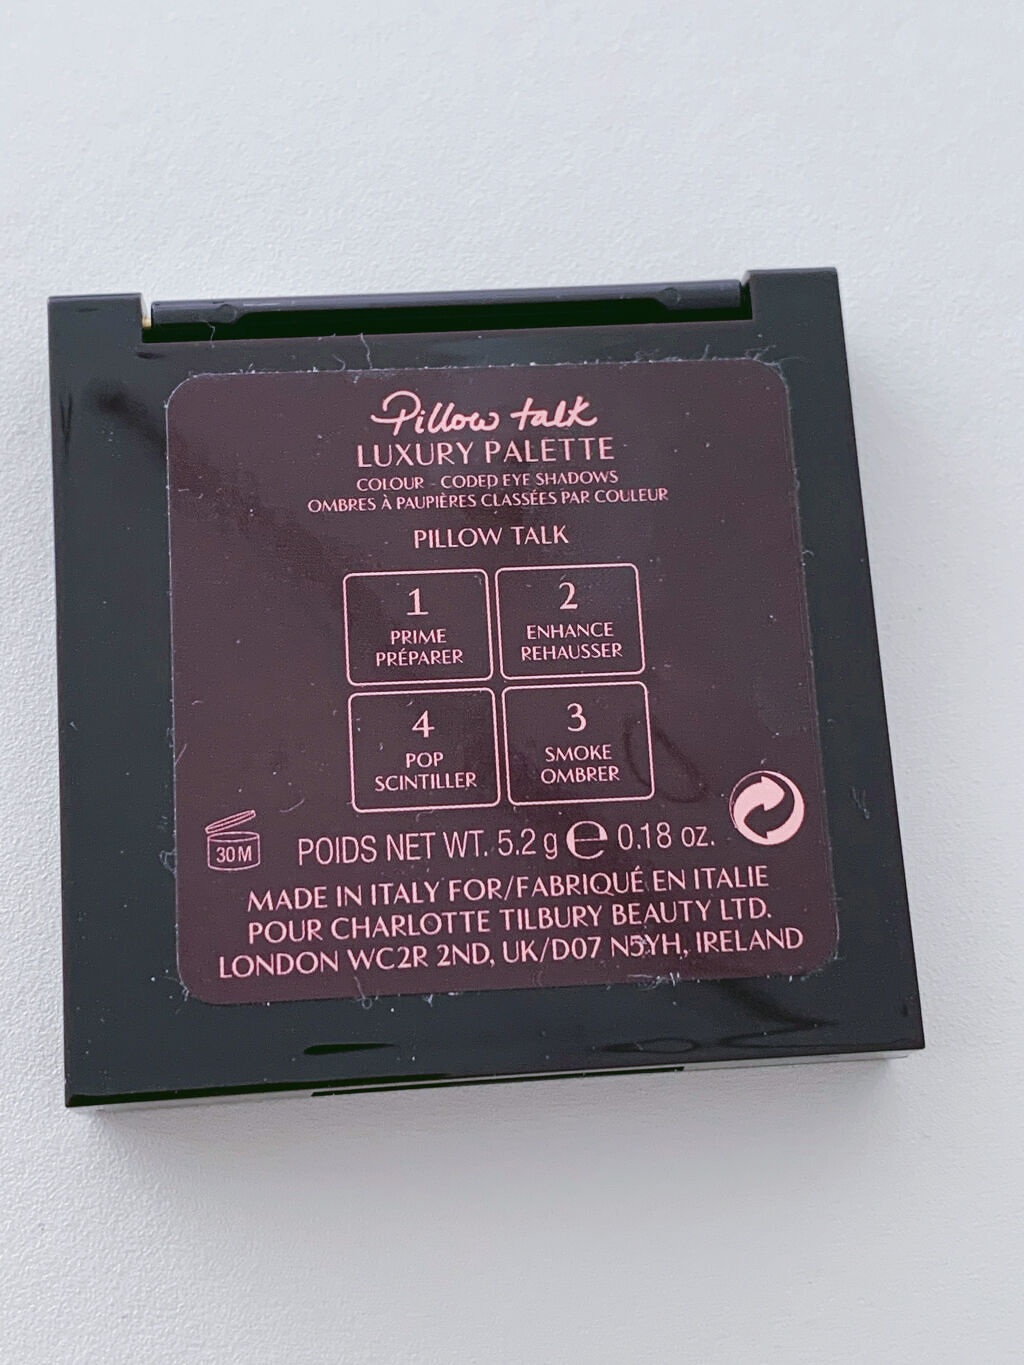 Pillow talk
LUXURY PALETTE
COLOUR - CODED EYE SHADOWS
OMBRES À PAUPIÈRES CLASSÉES PAR COULEUR
PILLOW TALK
1
PRIME
PRÉPARER
2
ENHANCE
REHAUSSER
4
POP
SCINTILLER
3
SMOKE
OMBRER
30 M
POIDS NET WT. 5.2 g ℮ 0.18 oz.
MADE IN ITALY FOR/FABRIQUÉ EN ITALIE
POUR CHARLOTTE TILBURY BEAUTY LTD.
LONDON WC2R 2ND, UK/D07 N5YH, IRELAND